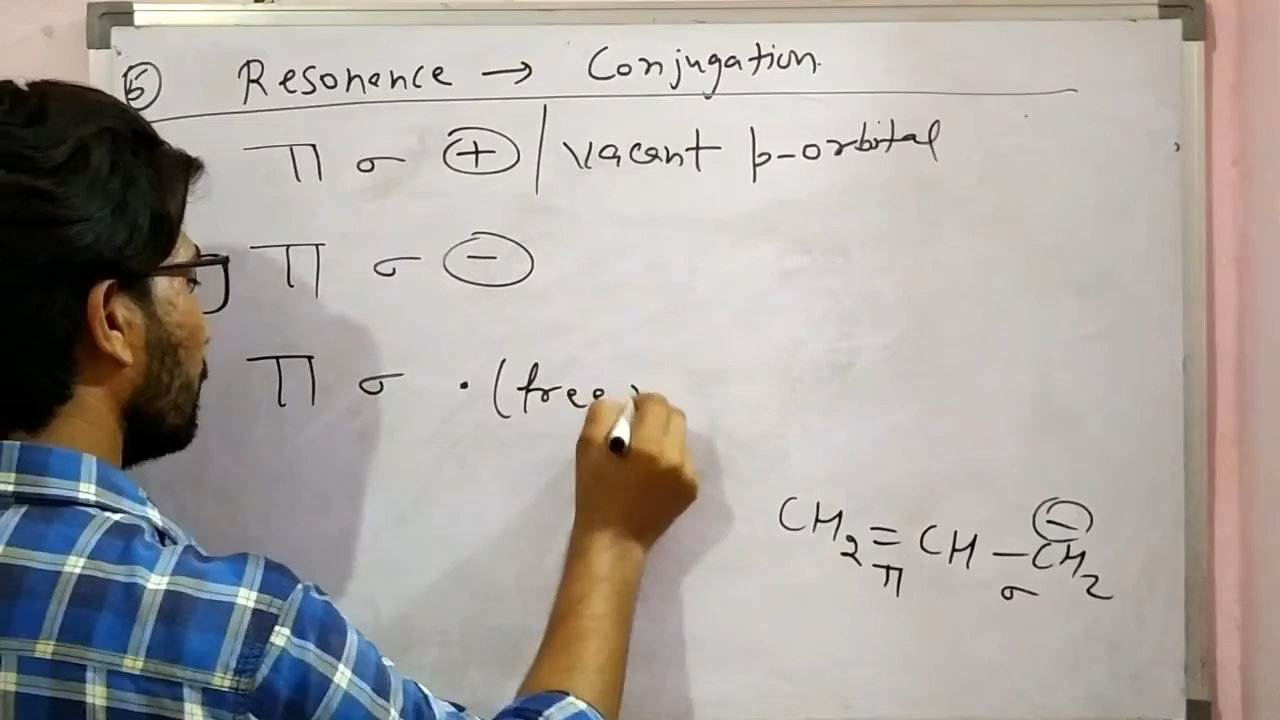 ⑤ Resonence → Conjugation
π σ ⊕ / vacant p-orbital
π σ ⊖
π σ · (free
CH₂ = CH – CH₂ ⊖
π σ